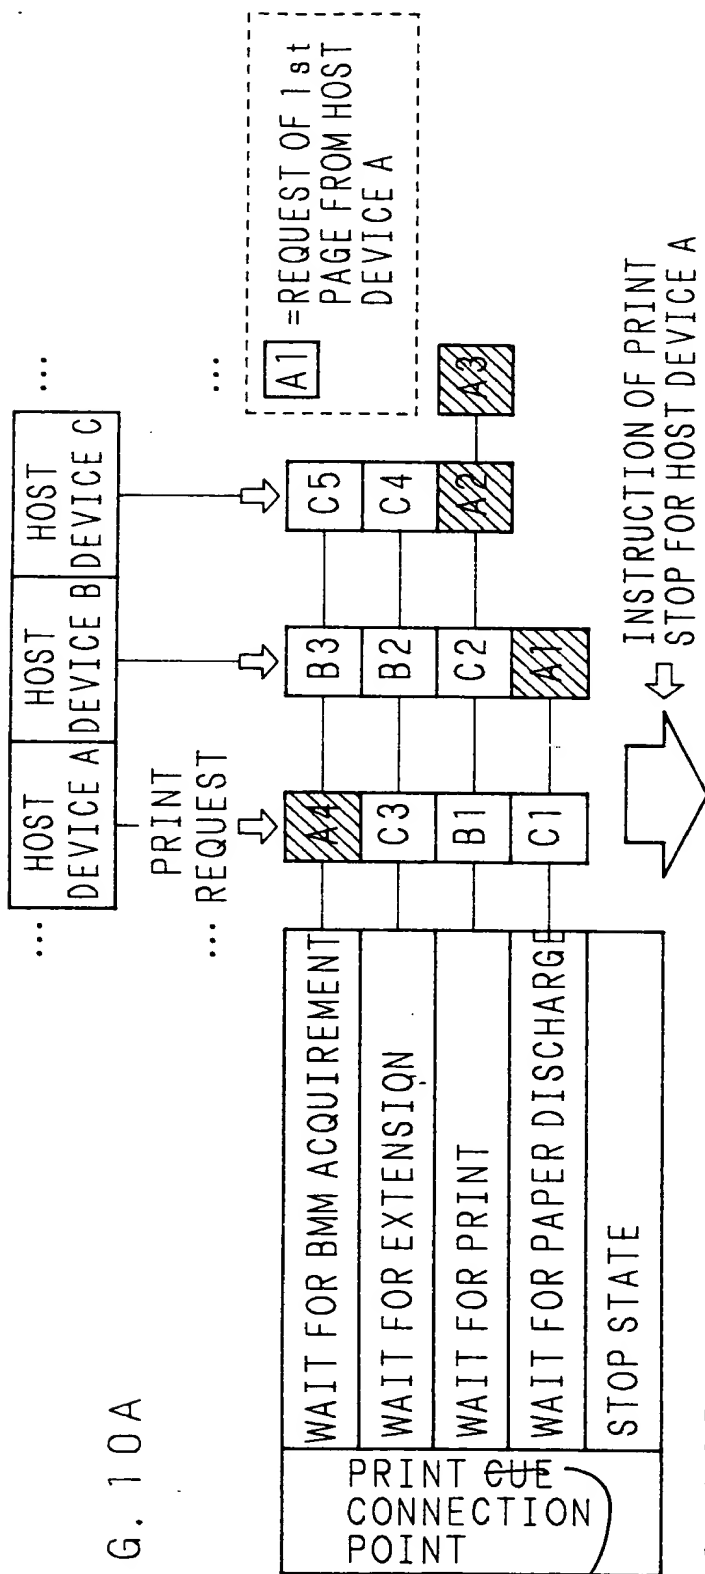 G. 10A
... HOST DEVICE A HOST DEVICE B HOST DEVICE C ...
... PRINT REQUEST ...
A1 =REQUEST OF 1st
PAGE FROM HOST
DEVICE A
PRINT CUE
CONNECTION
POINT
WAIT FOR BMM ACQUIREMENT A4 B3 C5
WAIT FOR EXTENSION C3 B2 C4
WAIT FOR PRINT B1 C2 A2 A3
WAIT FOR PAPER DISCHARGE C1 A1
STOP STATE
INSTRUCTION OF PRINT
STOP FOR HOST DEVICE A